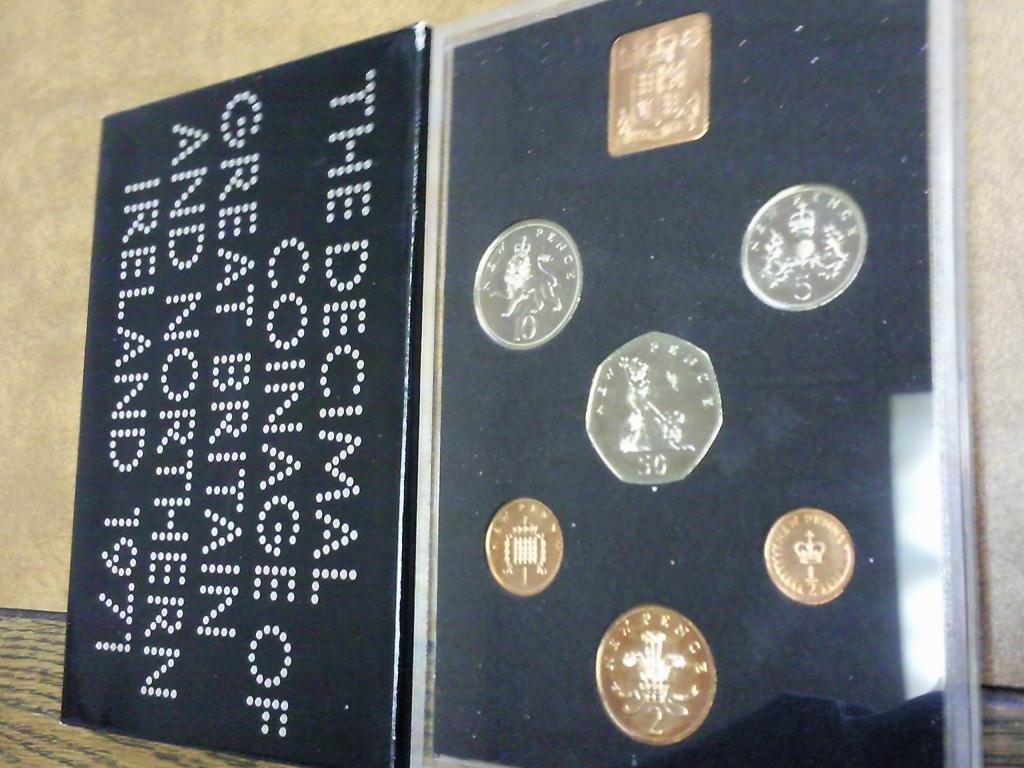 THE DECIMAL
COINAGE OF
GREAT BRITAIN
AND NORTHERN
IRELAND 1971
NEW PENCE
10
NEW PENCE
5
NEW PENCE
50
NEW PENNY
1
NEW PENNY
1/2
NEW PENCE
2